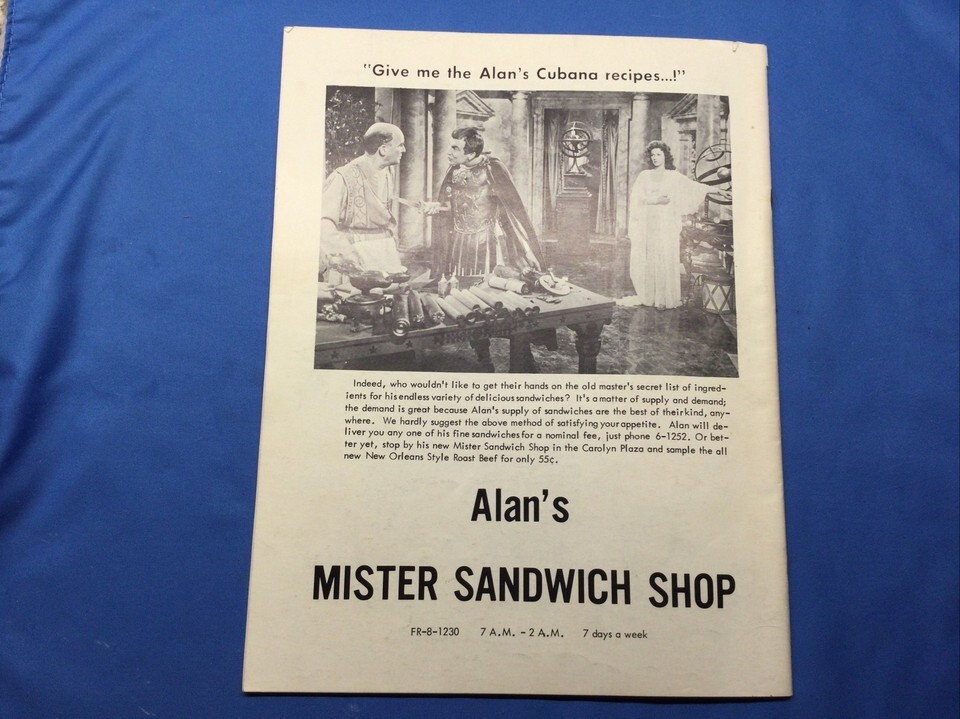 "Give me the Alan's Cubana recipes...!"
Indeed, who wouldn't like to get their hands on the old master's secret list of ingred-
ients for his endless variety of delicious sandwiches? It's a matter of supply and demand;
the demand is great because Alan's supply of sandwiches are the best of their kind, any-
where. We hardly suggest the above method of satisfying your appetite. Alan will de-
liver you any one of his fine sandwiches for a nominal fee, just phone 6-1252. Or bet-
ter yet, stop by his new Mister Sandwich Shop in the Carolyn Plaza and sample the all
new New Orleans Style Roast Beef for only 55¢.
Alan's
MISTER SANDWICH SHOP
FR-8-1230 7 A.M. - 2 A.M. 7 days a week